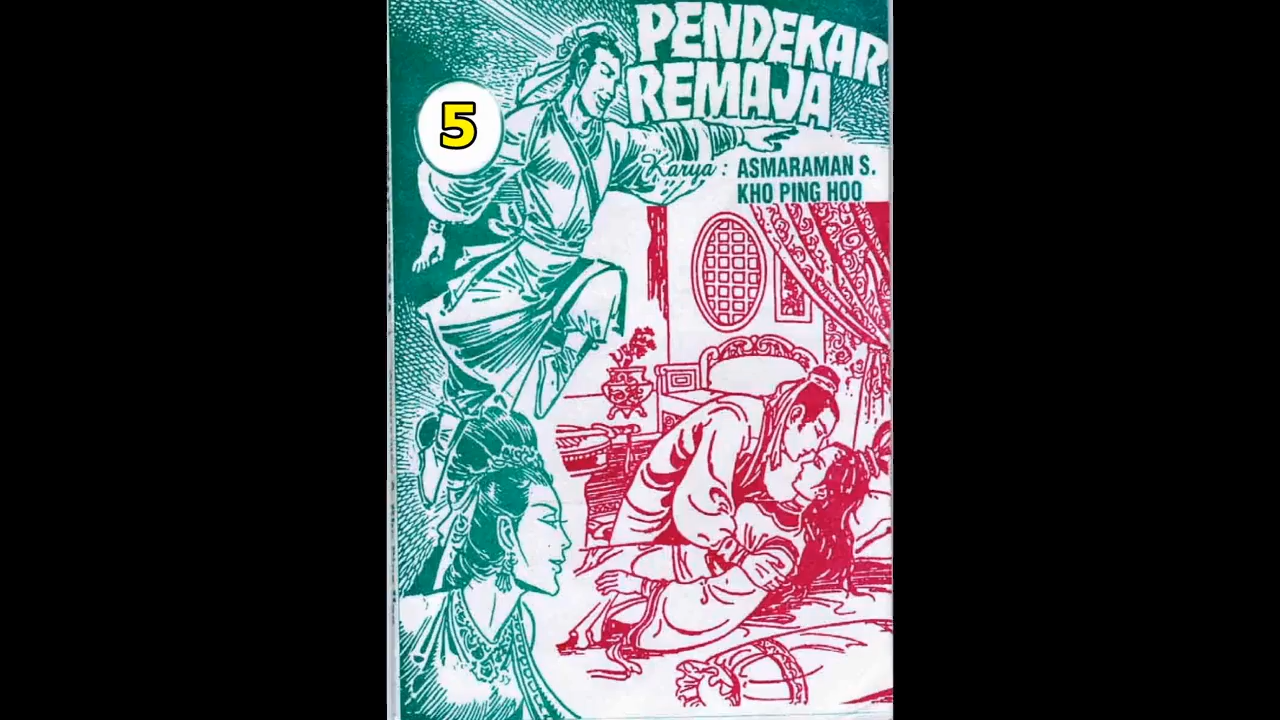 PENDEKAR
REMAJA
5
Karya : ASMARAMAN S.
KHO PING HOO